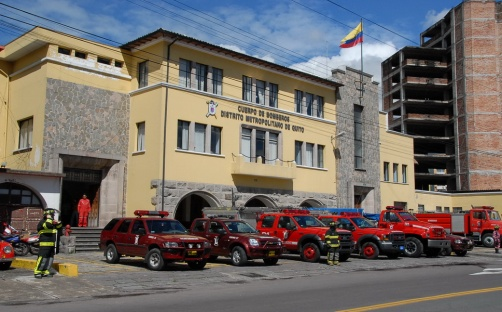 CUERPO DE BOMBEROS
DISTRITO METROPOLITANO DE QUITO